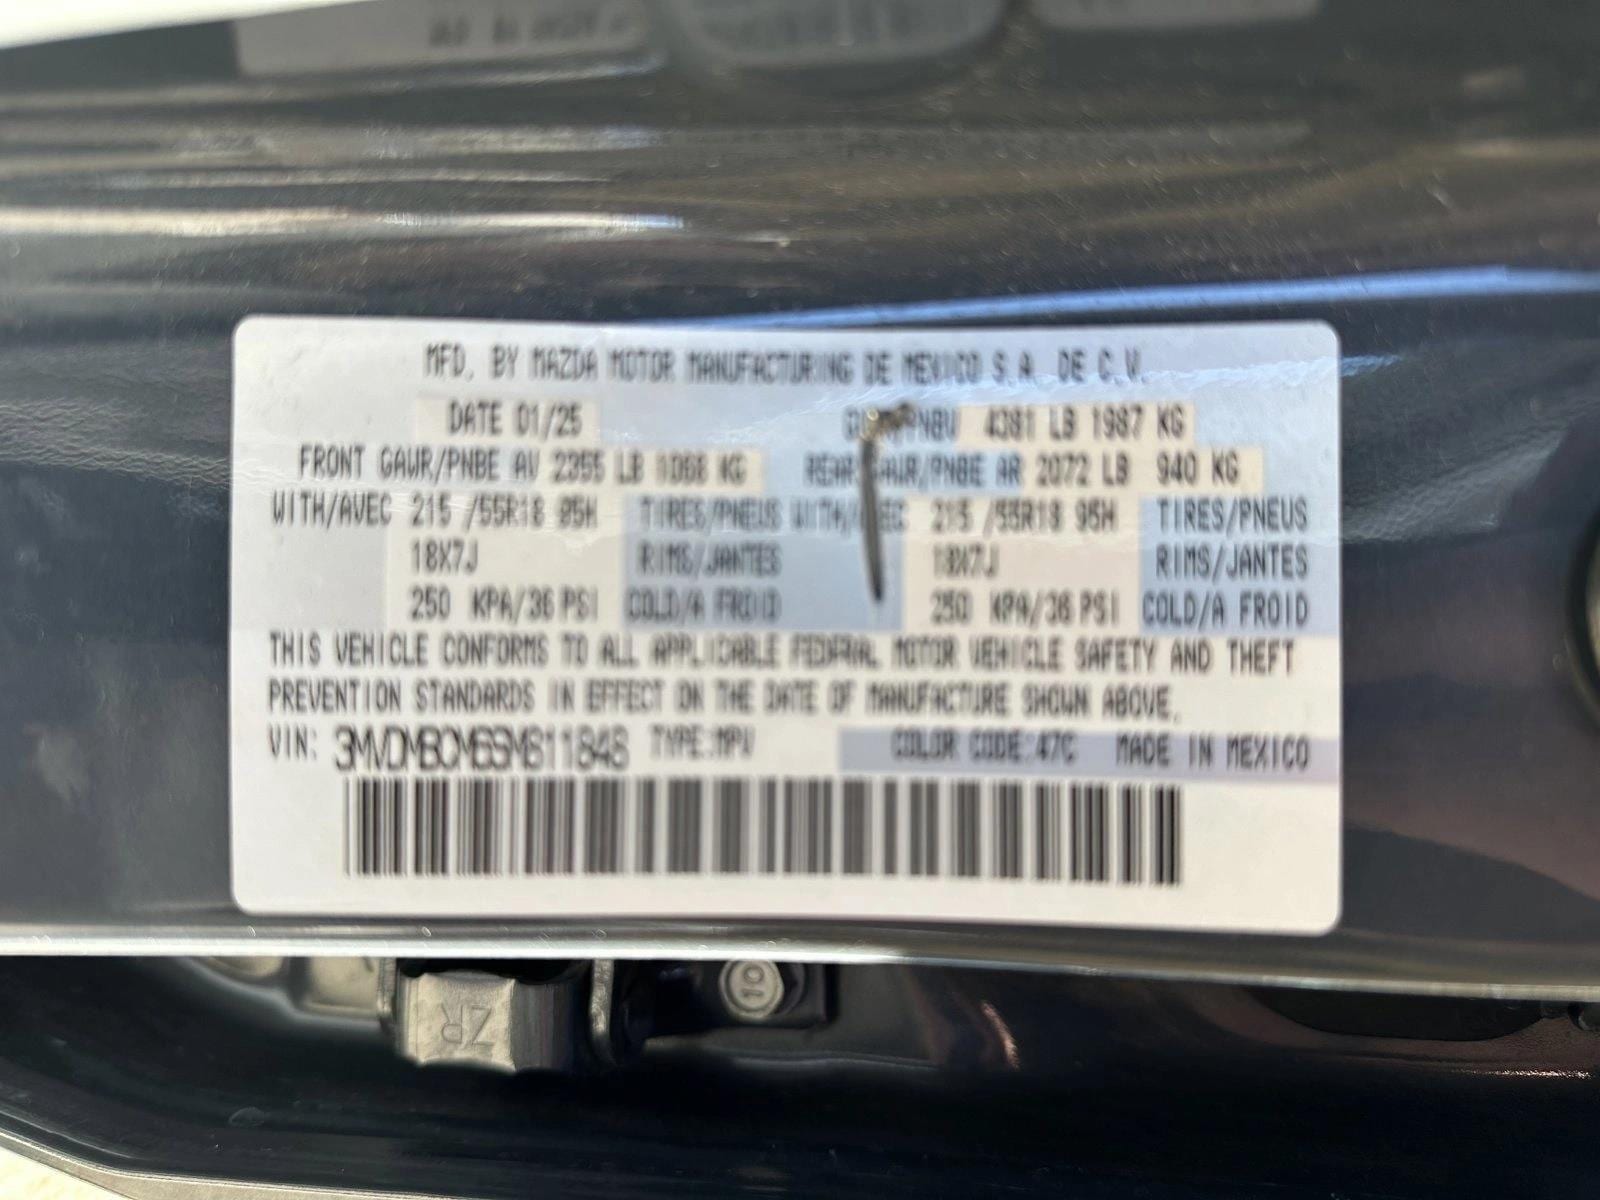 MFD. BY MAZDA MOTOR MANUFACTURING DE MEXICO S.A. DE C.V.
DATE 01/25 GVWR/PNBV 4381 LB 1987 KG
FRONT GAWR/PNBE AV 2355 LB 1068 KG REAR GAWR/PNBE AR 2072 LB 940 KG
WITH/AVEC 215 /55R18 95H TIRES/PNEUS WITH/AVEC 215 /55R18 95H TIRES/PNEUS
18X7J RIMS/JANTES 18X7J RIMS/JANTES
250 KPA/36 PSI COLD/A FROID 250 KPA/36 PSI COLD/A FROID
THIS VEHICLE CONFORMS TO ALL APPLICABLE FEDERAL MOTOR VEHICLE SAFETY AND THEFT
PREVENTION STANDARDS IN EFFECT ON THE DATE OF MANUFACTURE SHOWN ABOVE.
VIN: TYPE:MPV COLOR CODE:47C MADE IN MEXICO
ZR
10